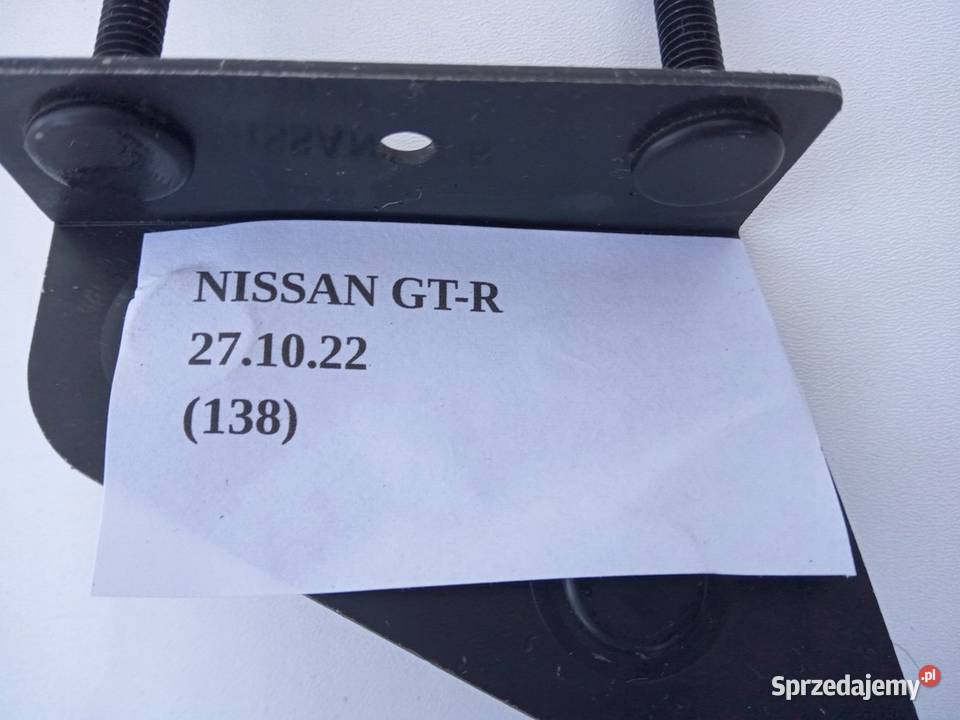 NISSAN GT-R
27.10.22
(138)
Sprzedajemy.pl